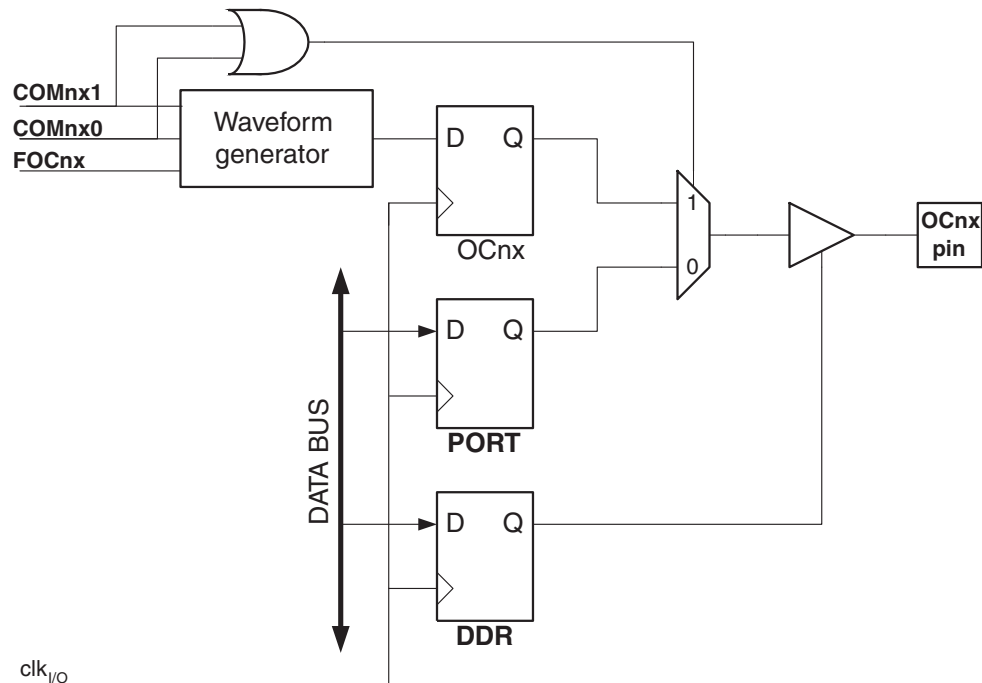 COMnx1
COMnx0
FOCnx
Waveform
generator
D Q
OCnx
1
0
OCnx
pin
D Q
PORT
DATA BUS
D Q
DDR
clkI/O